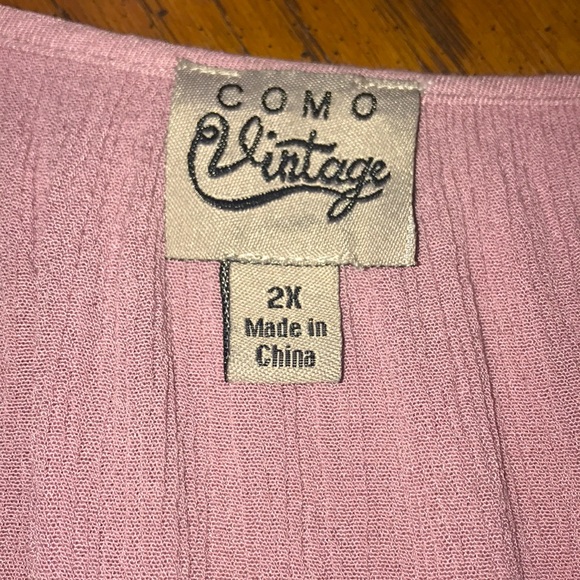 COMO
Vintage
2X
Made in
China